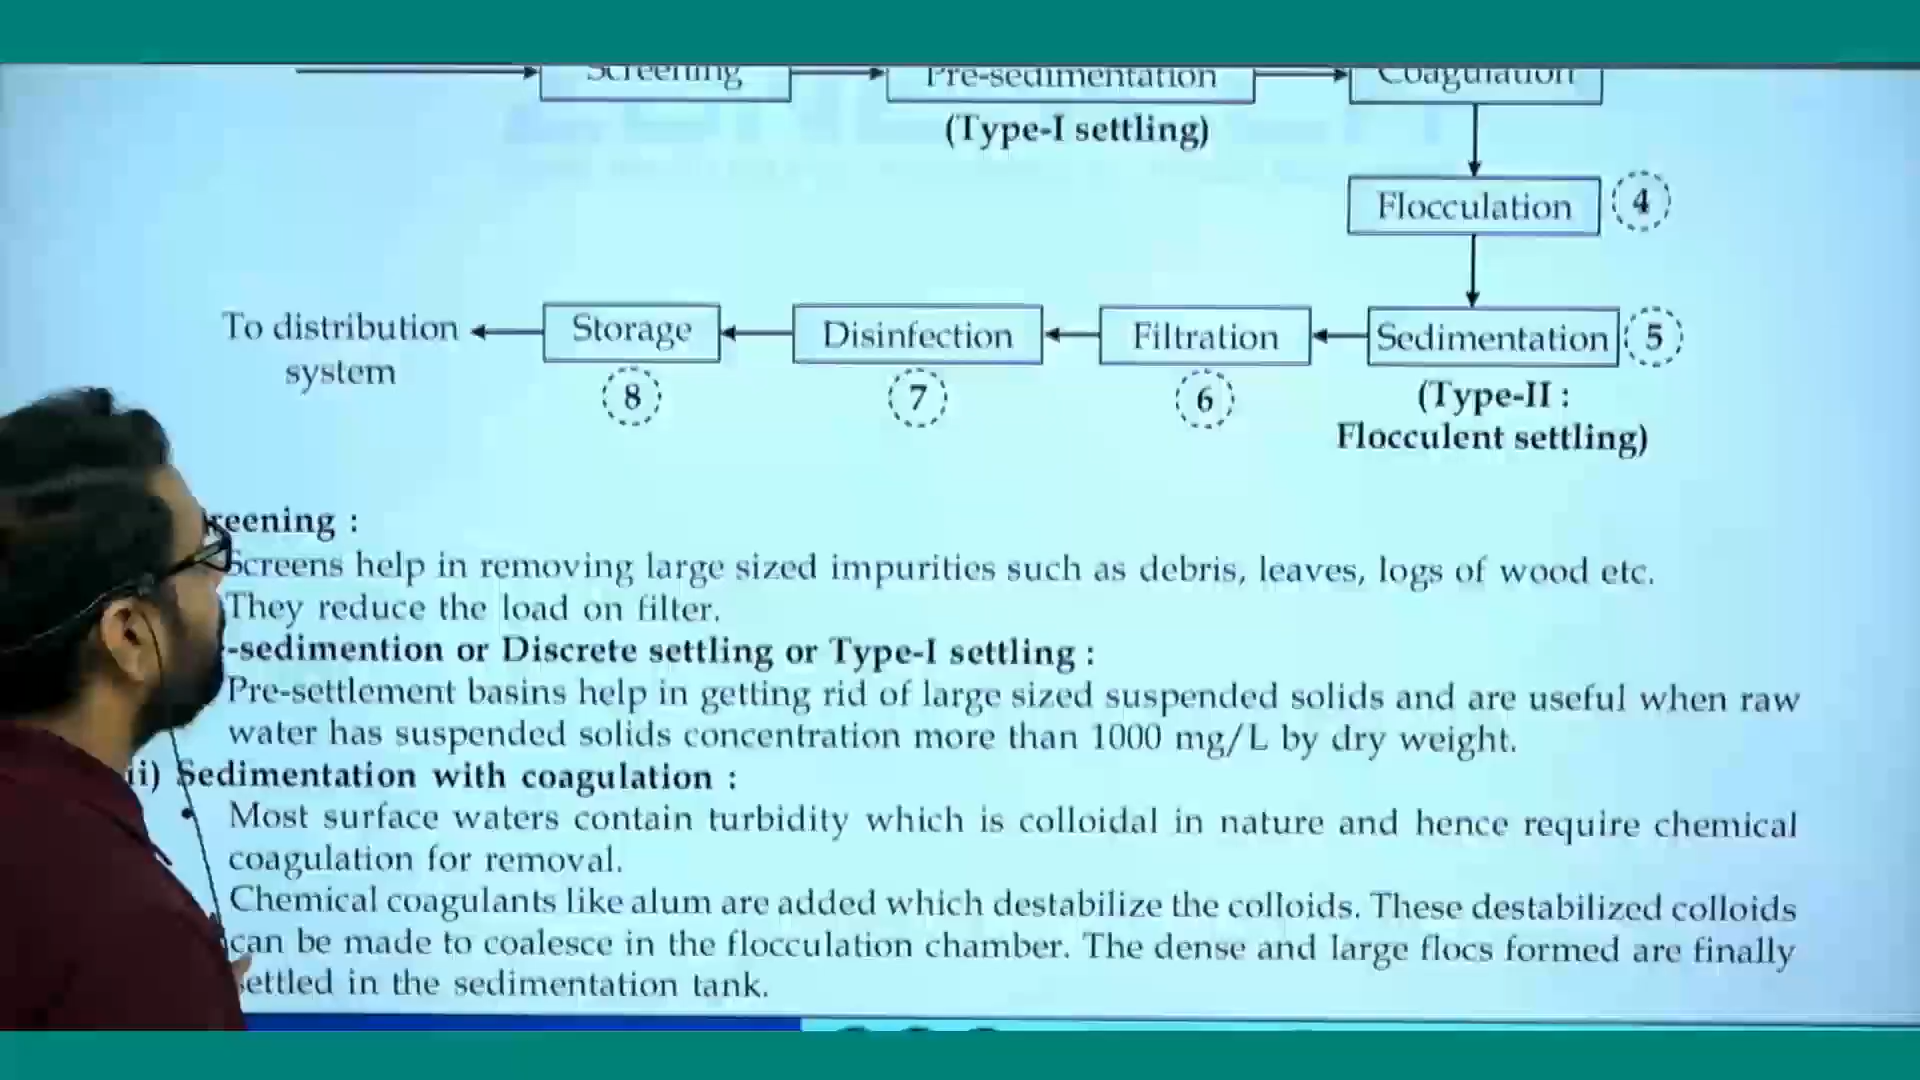 Screening
Pre-sedimentation
Coagulation
(Type-I settling)
Flocculation
4
To distribution
system
Storage
Disinfection
Filtration
Sedimentation
5
8
7
6
(Type-II :
Flocculent settling)
reening :
Screens help in removing large sized impurities such as debris, leaves, logs of wood etc.
They reduce the load on filter.
-sedimention or Discrete settling or Type-I settling :
Pre-settlement basins help in getting rid of large sized suspended solids and are useful when raw
water has suspended solids concentration more than 1000 mg/L by dry weight.
ii) Sedimentation with coagulation :
• Most surface waters contain turbidity which is colloidal in nature and hence require chemical
coagulation for removal.
Chemical coagulants like alum are added which destabilize the colloids. These destabilized colloids
can be made to coalesce in the flocculation chamber. The dense and large flocs formed are finally
settled in the sedimentation tank.